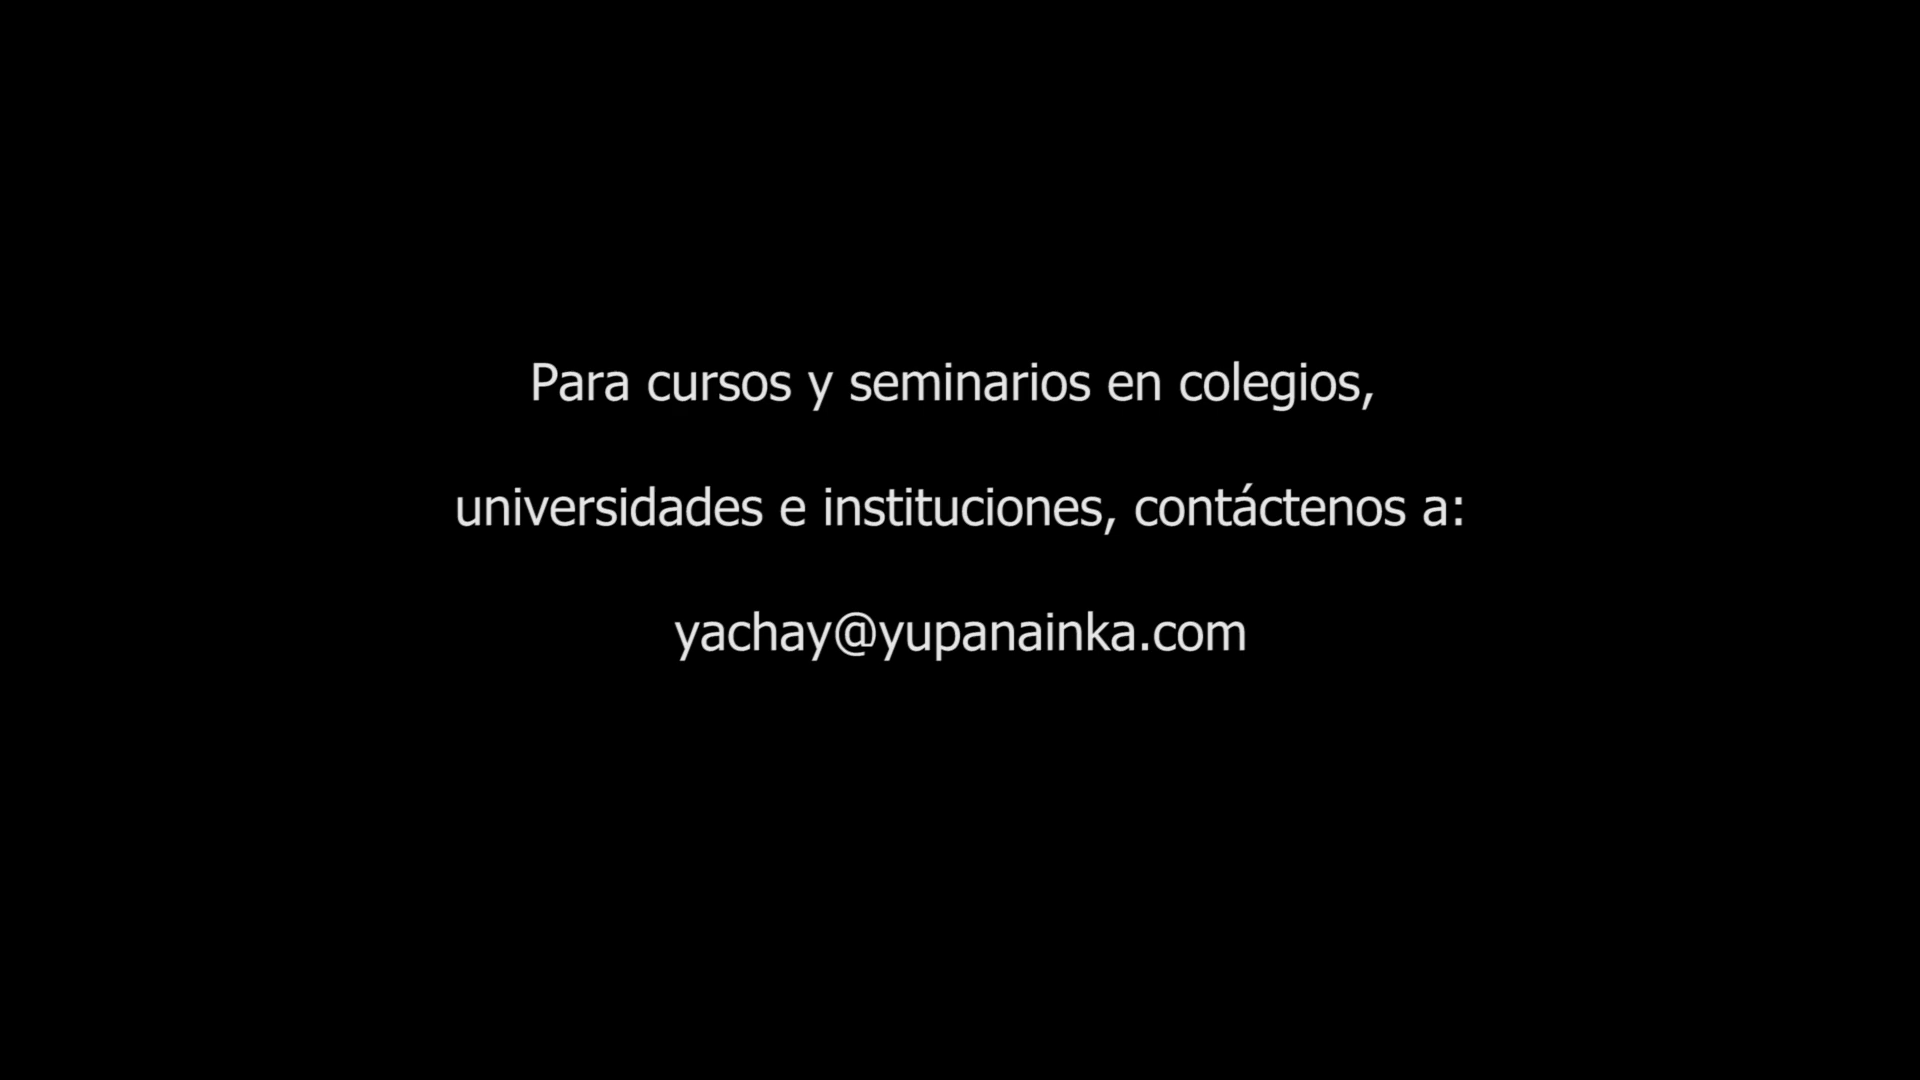 Para cursos y seminarios en colegios,
universidades e instituciones, contáctenos a:
yachay@yupanainka.com